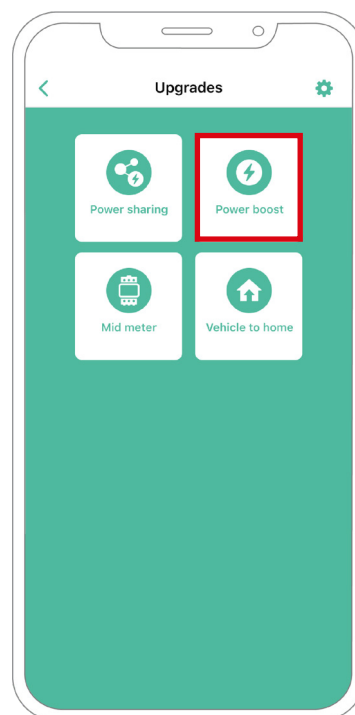 Upgrades
Power sharing
Power boost
Mid meter
Vehicle to home